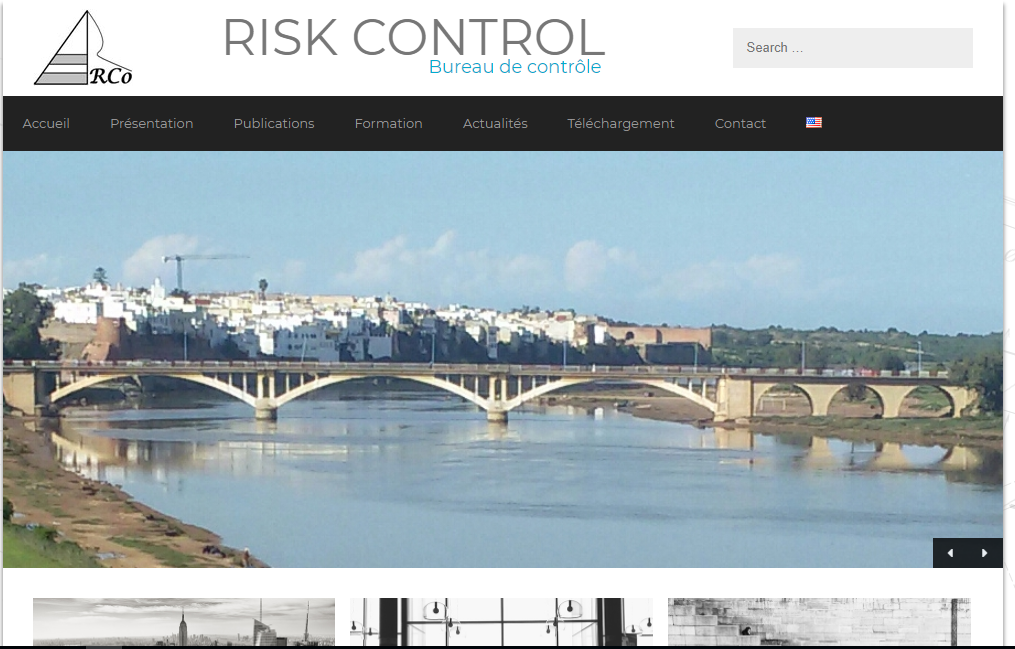 RCo
RISK CONTROL
Bureau de contrôle
Search ...
Accueil Présentation Publications Formation Actualités Téléchargement Contact